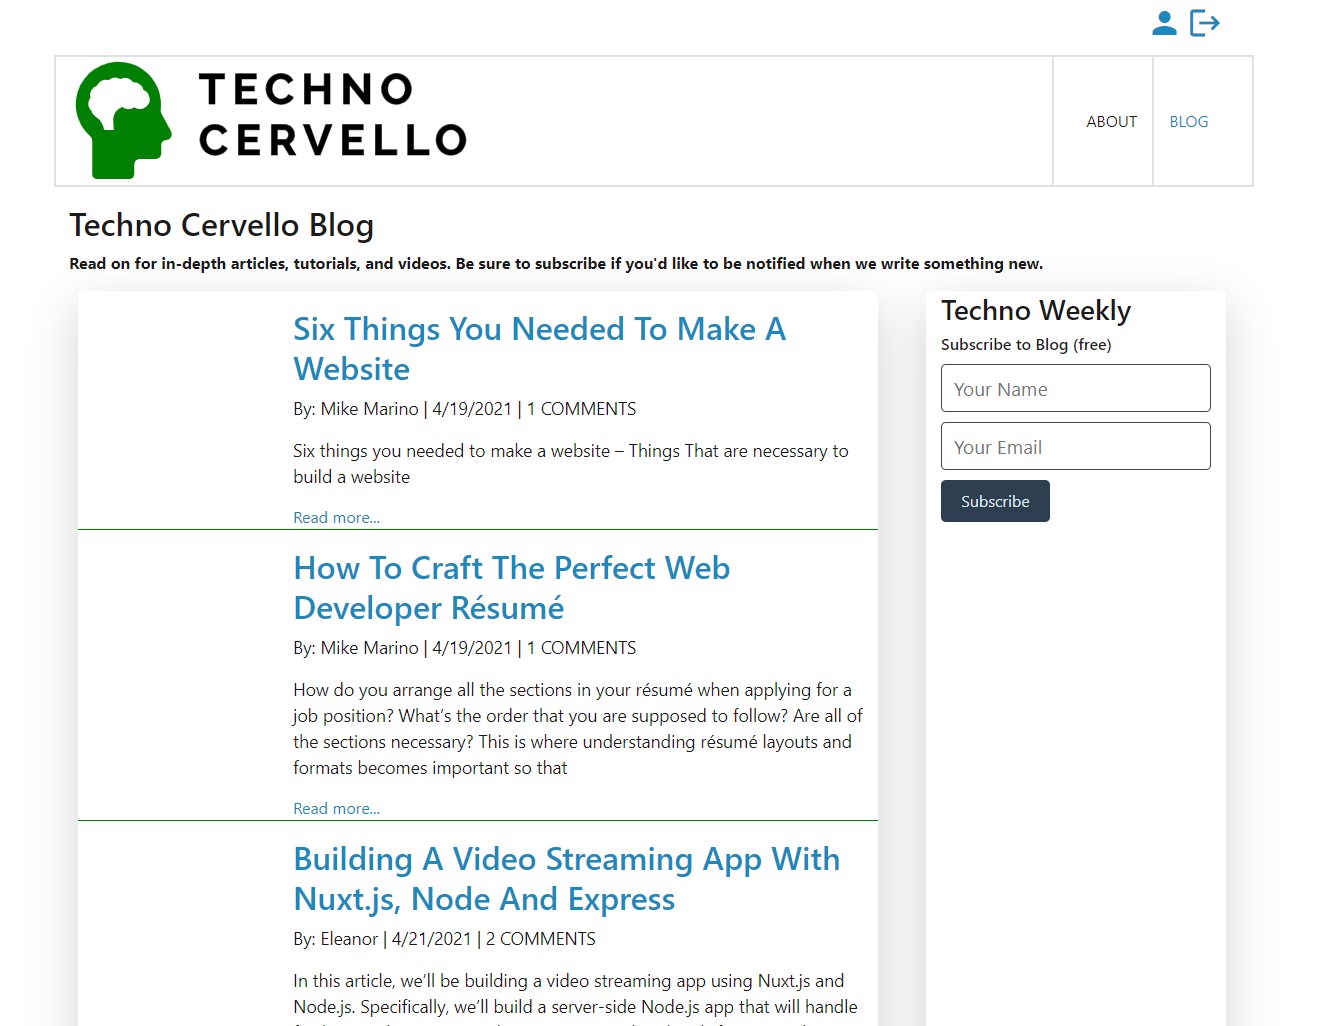 TECHNO
CERVELLO
ABOUT
BLOG
Techno Cervello Blog
Read on for in-depth articles, tutorials, and videos. Be sure to subscribe if you'd like to be notified when we write something new.
Six Things You Needed To Make A
Website
By: Mike Marino | 4/19/2021 | 1 COMMENTS
Six things you needed to make a website – Things That are necessary to
build a website
Read more...
How To Craft The Perfect Web
Developer Résumé
By: Mike Marino | 4/19/2021 | 1 COMMENTS
How do you arrange all the sections in your résumé when applying for a
job position? What’s the order that you are supposed to follow? Are all of
the sections necessary? This is where understanding résumé layouts and
formats becomes important so that
Read more...
Building A Video Streaming App With
Nuxt.js, Node And Express
By: Eleanor | 4/21/2021 | 2 COMMENTS
In this article, we’ll be building a video streaming app using Nuxt.js and
Node.js. Specifically, we’ll build a server-side Node.js app that will handle
Techno Weekly
Subscribe to Blog (free)
Your Name
Your Email
Subscribe